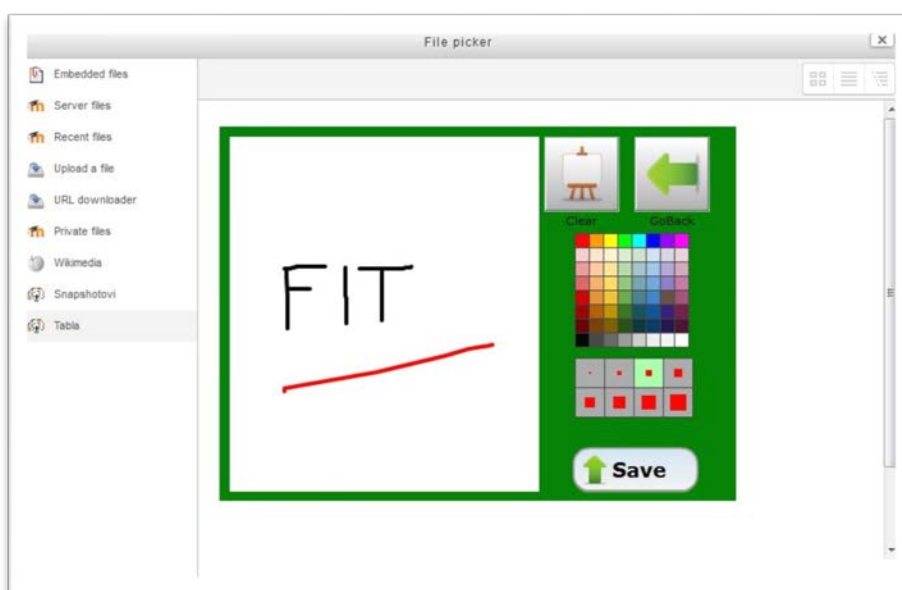 File picker
Embedded files
Server files
Recent files
Upload a file
URL downloader
Private files
Wikimedia
Snapshotovi
Tabla
Clear
GoBack
FIT
Save